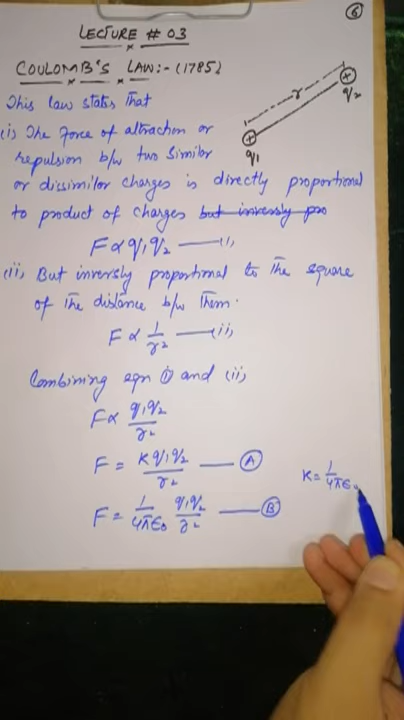 6
LECTURE # 03
COULOMB'S LAW:- (1785)
This law states that
r
q1
q2
(i) The Force of attraction or
repulsion b/w two similar
or dissimilar charges is directly proportional
to product of charges but inversly pro
F ∝ q1q2 —— (i)
(ii) But inversly proportional to the square
of the distance b/w them.
F ∝ 1/r² —— (ii)
Combining eqn (i) and (ii)
F ∝ q1q2/r²
F = K q1q2/r² —— (A)
K = 1/4πϵ₀
F = 1/4πϵ₀ q1q2/r² —— (B)